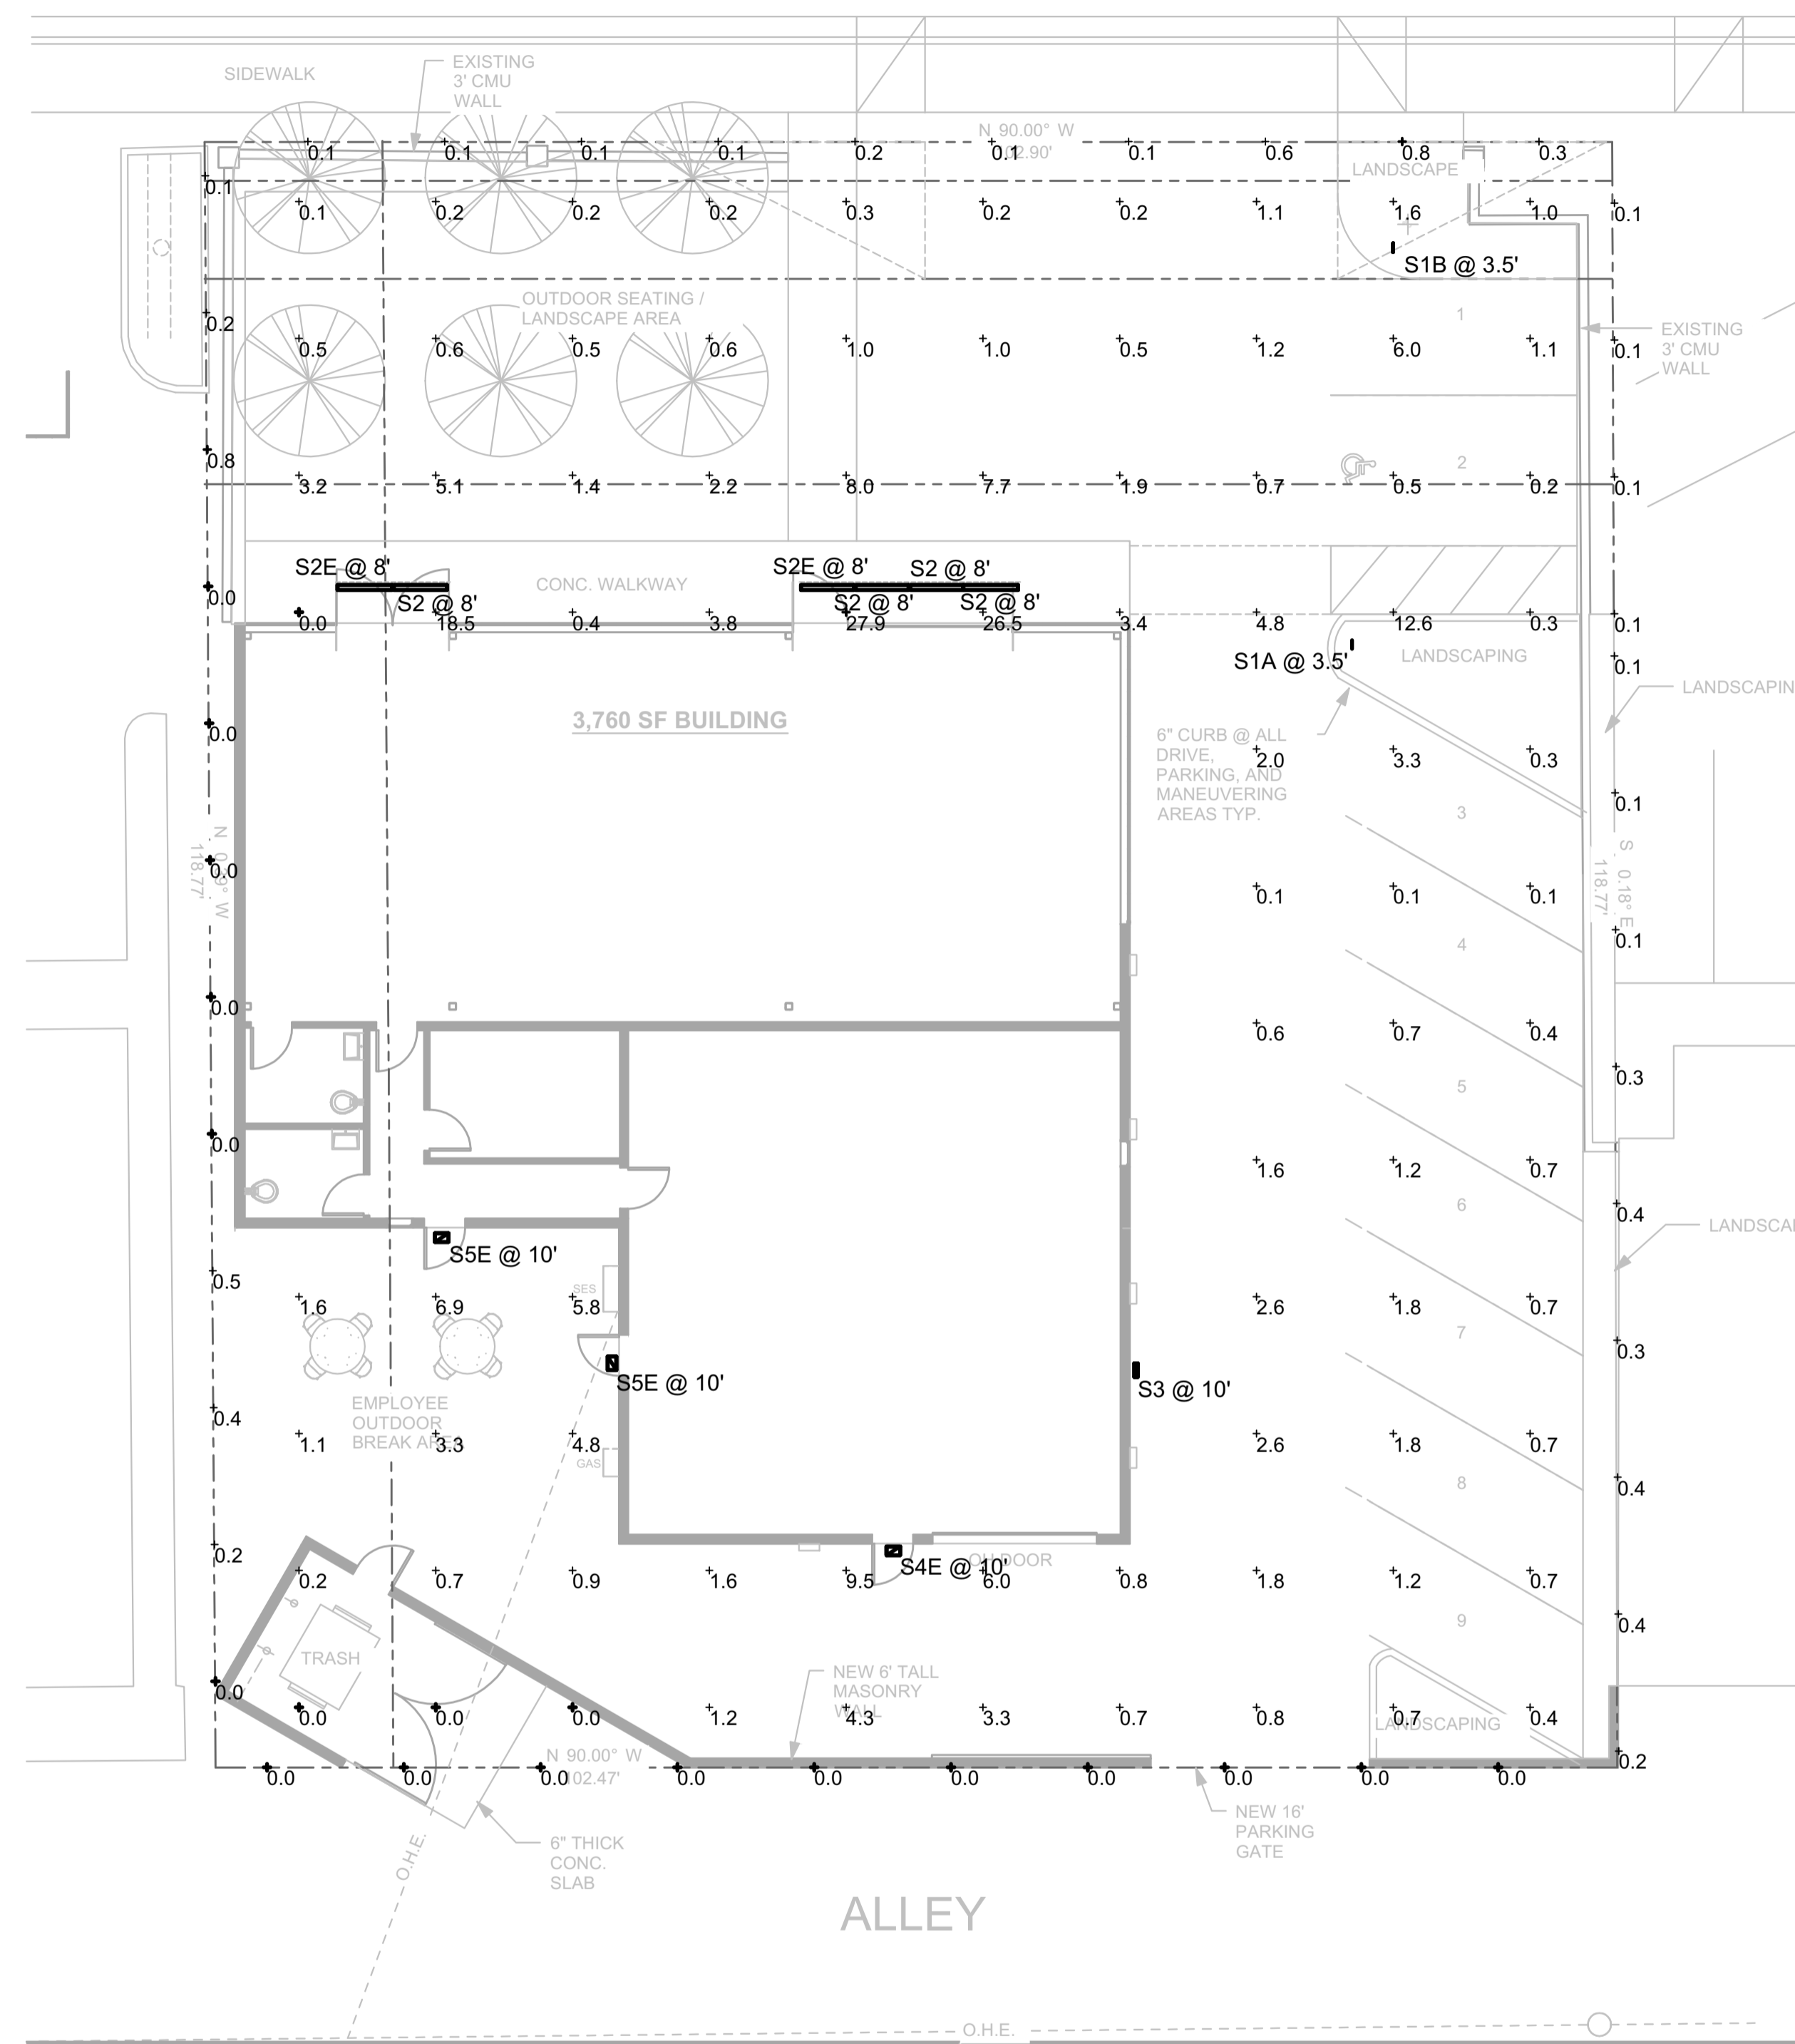 SIDEWALK
EXISTING
3' CMU
WALL
N 90.00° W
0.1 0.1 0.1 0.1 0.2 0.1 0.1 0.6 0.8 0.3
LANDSCAPE
0.1
0.1 0.2 0.2 0.2 0.3 0.2 0.2 1.1 1.6 1.0 0.1
S1B @ 3.5'
OUTDOOR SEATING /
LANDSCAPE AREA
1
0.2
EXISTING
3' CMU
WALL
0.5 0.6 0.5 0.6 1.0 1.0 0.5 1.2 6.0 1.1 0.1
0.8
2
3.2 5.1 1.4 2.2 8.0 7.7 1.9 0.7 0.5 0.2 0.1
S2E @ 8' S2E @ 8' S2 @ 8'
CONC. WALKWAY
0.0
S2 @ 8' S2 @ 8' S2 @ 8'
0.0 18.5 0.4 3.8 27.9 26.5 3.4 4.8 12.6 0.3 0.1
S1A @ 3.5'
LANDSCAPING
0.1
LANDSCAPIN
3,760 SF BUILDING
0.0
6" CURB @ ALL
DRIVE,
PARKING, AND
MANEUVERING
AREAS TYP.
2.0 3.3 0.3
0.1
3
S 0.18° E
118.77'
118.77'
0.0
0.1 0.1 0.1
4
0.1
0.0
0.6 0.7 0.4
0.3
5
0.0
1.6 1.2 0.7
6
0.4
LANDSCA
S5E @ 10'
0.5
SES
1.6 6.9 5.8 2.6 1.8 0.7
7
0.3
S5E @ 10'
S3 @ 10'
EMPLOYEE
OUTDOOR
BREAK
0.4
1.1 3.3 4.8 2.6 1.8 0.7
GAS
8
0.4
0.2
OH DOOR
S4E @ 10'
0.2 0.7 0.9 1.6 9.5 6.0 0.8 1.8 1.2 0.7
9
0.4
TRASH
NEW 6' TALL
MASONRY
WALL
0.0
0.0 0.0 0.0 1.2 4.3 3.3 0.7 0.8 0.7 0.4
LANDSCAPING
0.2
N 90.00° W
102.47'
0.0 0.0 0.0 0.0 0.0 0.0 0.0 0.0 0.0 0.0
NEW 16'
PARKING
GATE
6" THICK
CONC.
SLAB
O.H.E.
ALLEY
O.H.E.